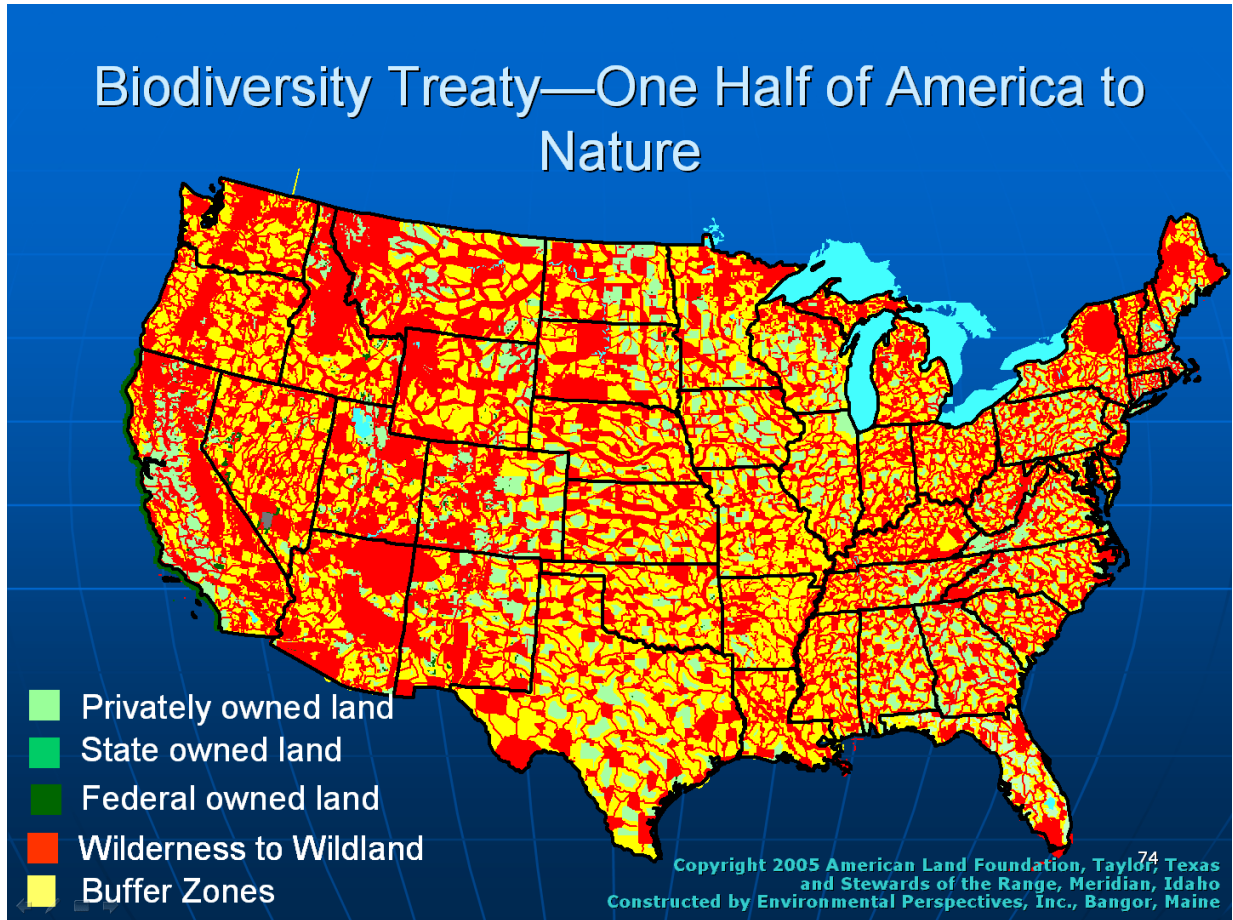 Biodiversity Treaty—One Half of America to
Nature
Privately owned land
State owned land
Federal owned land
Wilderness to Wildland
Buffer Zones
74
Copyright 2005 American Land Foundation, Taylor, Texas
and Stewards of the Range, Meridian, Idaho
Constructed by Environmental Perspectives, Inc., Bangor, Maine